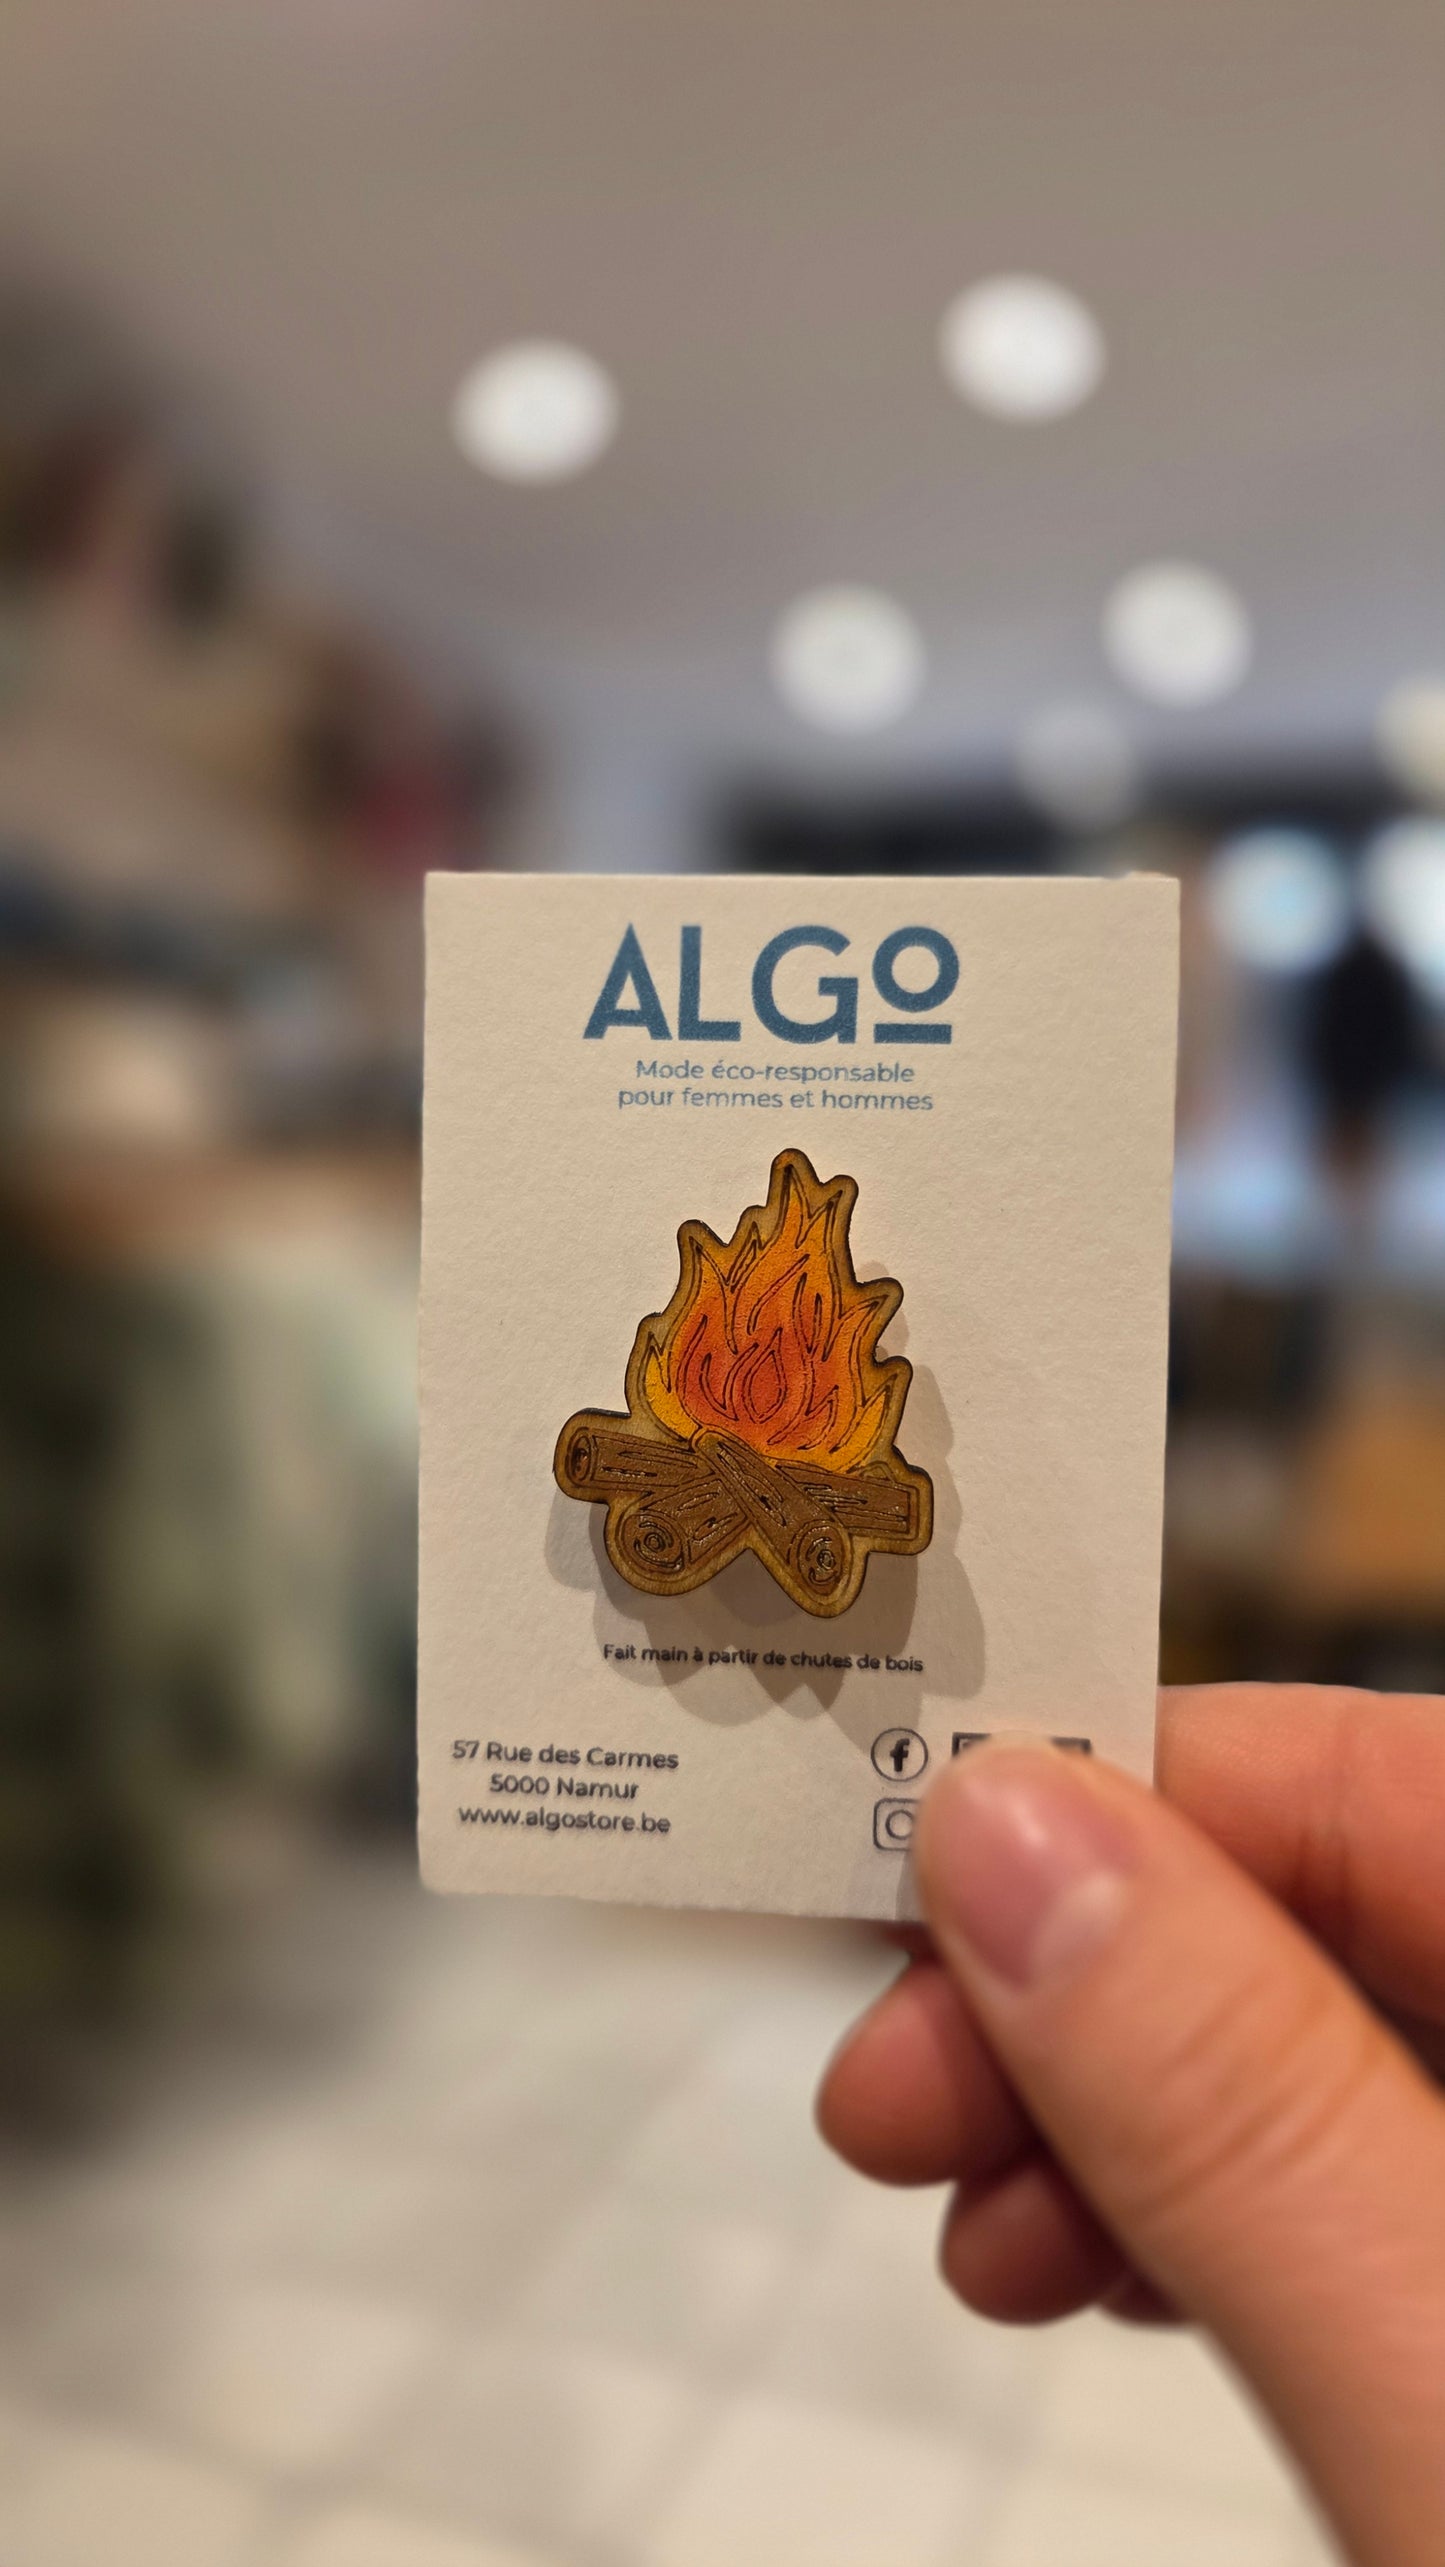 ALGO
Mode éco-responsable
pour femmes et hommes
Fait main à partir de chutes de bois
57 Rue des Carmes
5000 Namur
www.algostore.be